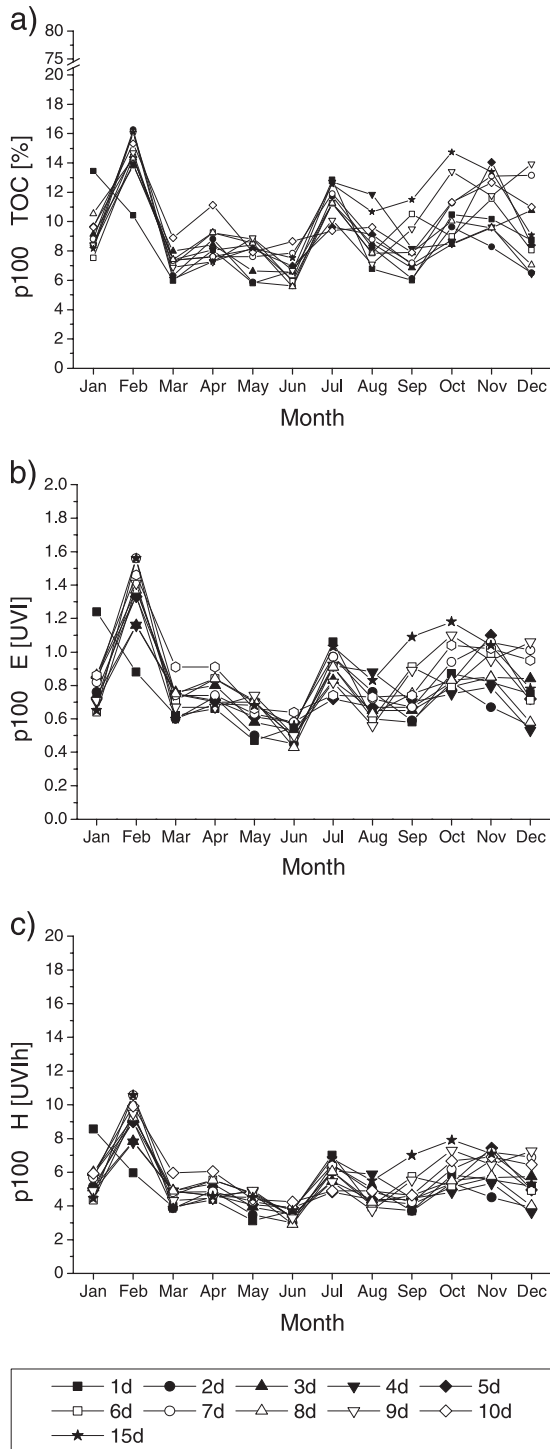 a)
p100 TOC [%]
80
75
20
18
16
14
12
10
8
6
4
2
0
Jan Feb Mar Apr May Jun Jul Aug Sep Oct Nov Dec
Month
b)
p100 E [UVI]
2.0
1.8
1.6
1.4
1.2
1.0
0.8
0.6
0.4
0.2
0.0
Jan Feb Mar Apr May Jun Jul Aug Sep Oct Nov Dec
Month
c)
p100 H [UVIh]
20
18
16
14
12
10
8
6
4
2
0
Jan Feb Mar Apr May Jun Jul Aug Sep Oct Nov Dec
Month
1d 2d 3d 4d 5d
6d 7d 8d 9d 10d
15d